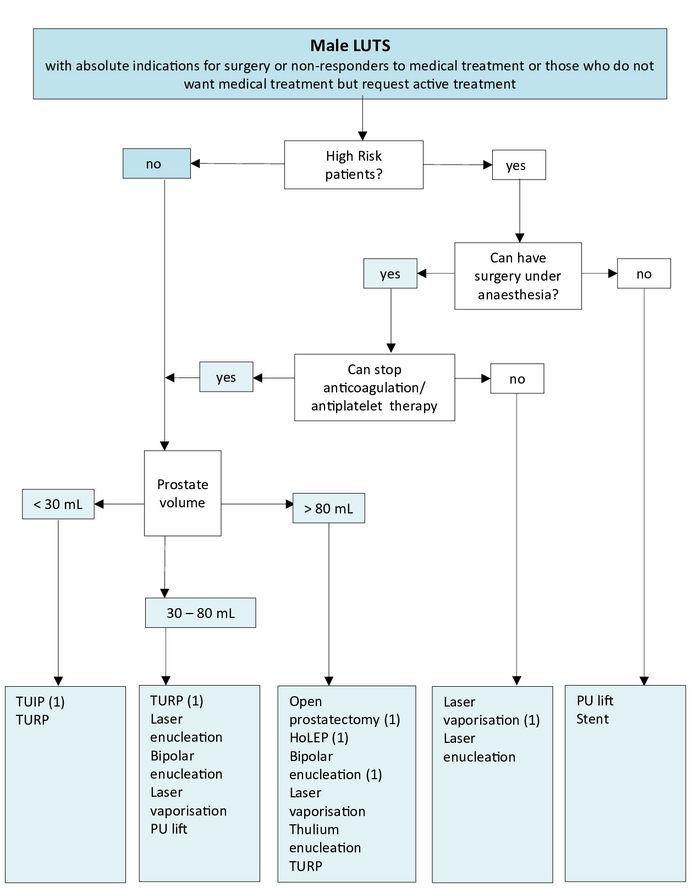 Male LUTS
with absolute indications for surgery or non-responders to medical treatment or those who do not
want medical treatment but request active treatment
High Risk
patients?
no
yes
Can have
surgery under
anaesthesia?
yes
no
Can stop
anticoagulation/
antiplatelet therapy
yes
no
Prostate
volume
< 30 mL
> 80 mL
30 – 80 mL
TUIP (1)
TURP
TURP (1)
Laser
enucleation
Bipolar
enucleation
Laser
vaporisation
PU lift
Open
prostatectomy (1)
HoLEP (1)
Bipolar
enucleation (1)
Laser
vaporisation
Thulium
enucleation
TURP
Laser
vaporisation (1)
Laser
enucleation
PU lift
Stent